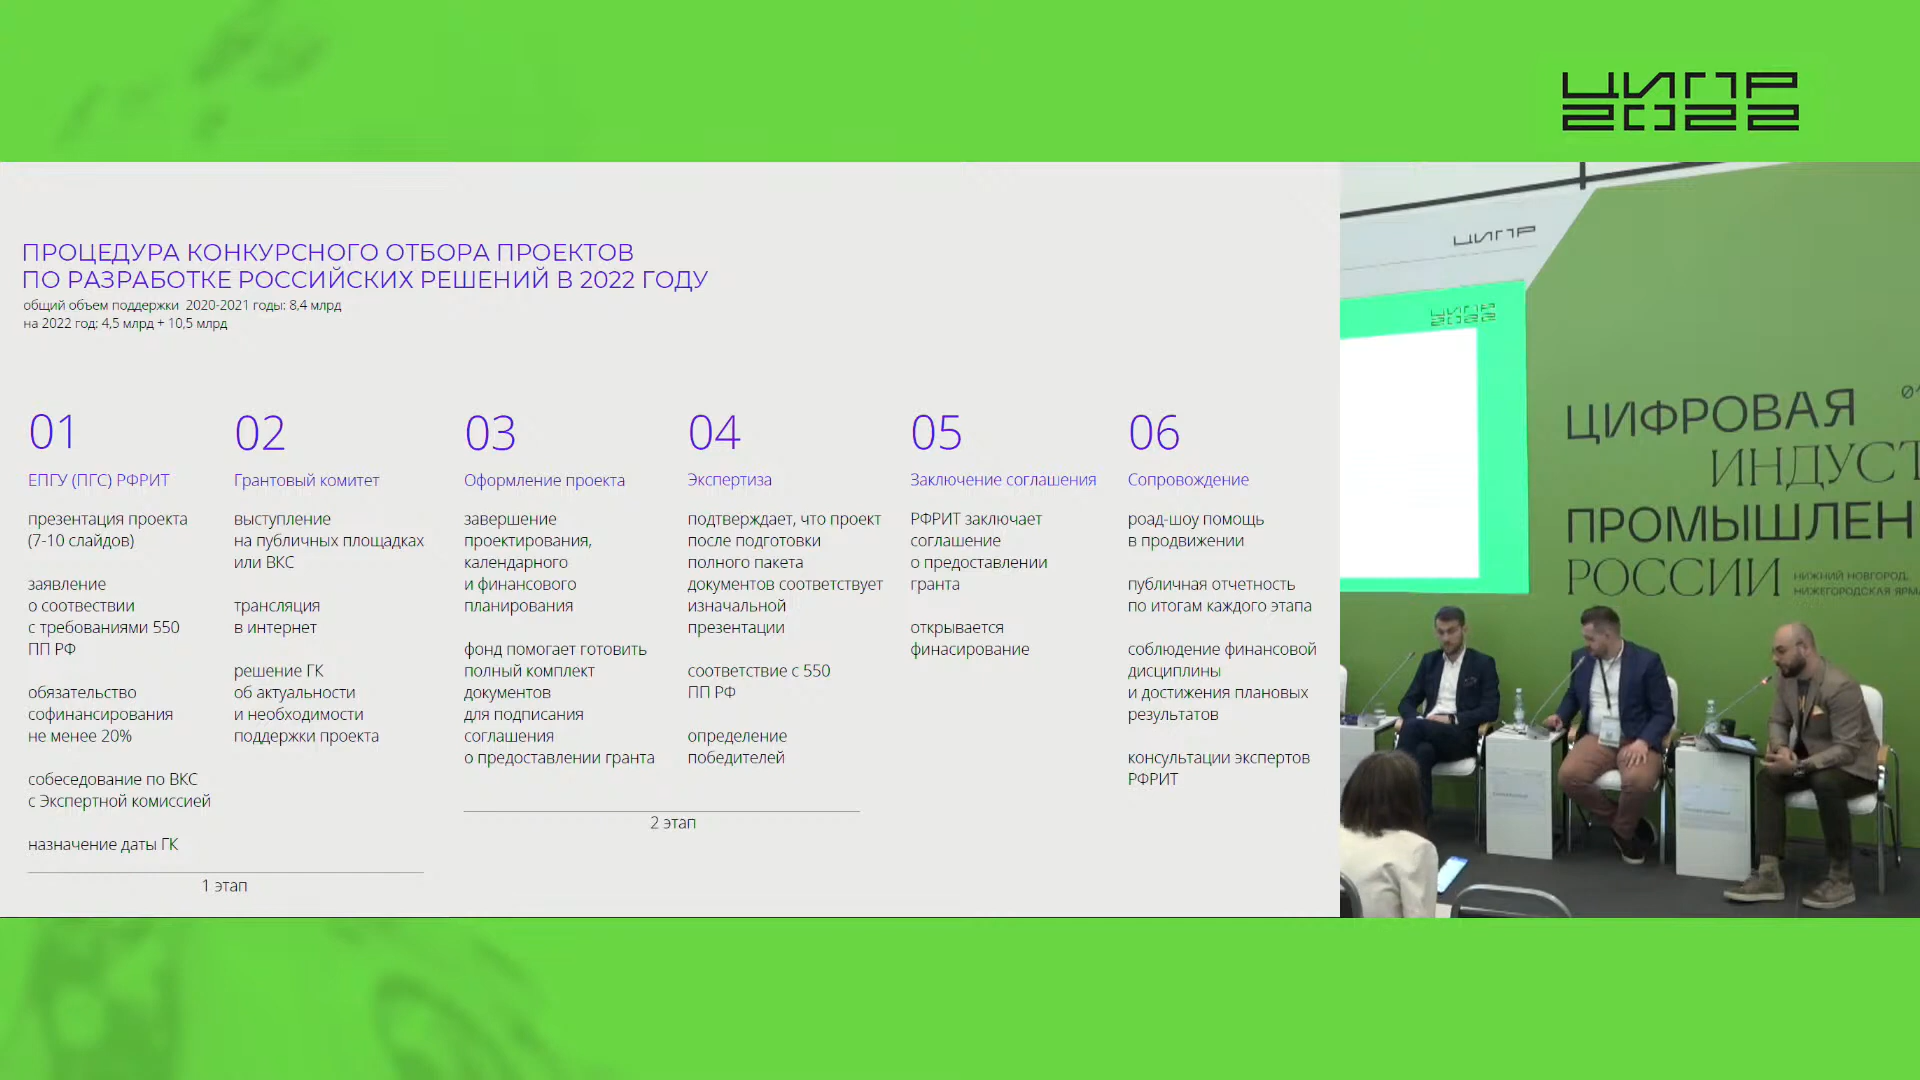 ЦИПР
2022
ПРОЦЕДУРА КОНКУРСНОГО ОТБОРА ПРОЕКТОВ
ПО РАЗРАБОТКЕ РОССИЙСКИХ РЕШЕНИЙ В 2022 ГОДУ
общий объем поддержки 2020-2021 годы: 8,4 млрд
на 2022 год: 4,5 млрд + 10,5 млрд
01
ЕПГУ (ПГС) РФРИТ
презентация проекта
(7-10 слайдов)
заявление
о соотвествии
с требованиями 550
ПП РФ
обязательство
софинансирования
не менее 20%
собеседование по ВКС
с Экспертной комиссией
назначение даты ГК
02
Грантовый комитет
выступление
на публичных площадках
или ВКС
трансляция
в интернет
решение ГК
об актуальности
и необходимости
поддержки проекта
1 этап
03
Оформление проекта
завершение
проектирования,
календарного
и финансового
планирования
фонд помогает готовить
полный комплект
документов
для подписания
соглашения
о предоставлении гранта
04
Экспертиза
подтверждает, что проект
после подготовки
полного пакета
документов соответствует
изначальной
презентации
соответствие с 550
ПП РФ
определение
победителей
2 этап
05
Заключение соглашения
РФРИТ заключает
соглашение
о предоставлении
гранта
открывается
финасирование
06
Сопровождение
роад-шоу помощь
в продвижении
публичная отчетность
по итогам каждого этапа
соблюдение финансовой
дисциплины
и достижения плановых
результатов
консультации экспертов
РФРИТ
ЦИПР
ЦИПР
2022
ЦИФРОВАЯ
ИНДУСТ
ПРОМЫШЛЕН
РОССИИ
НИЖНИЙ НОВГОРОД,
НИЖЕГОРОДСКАЯ ЯРМА